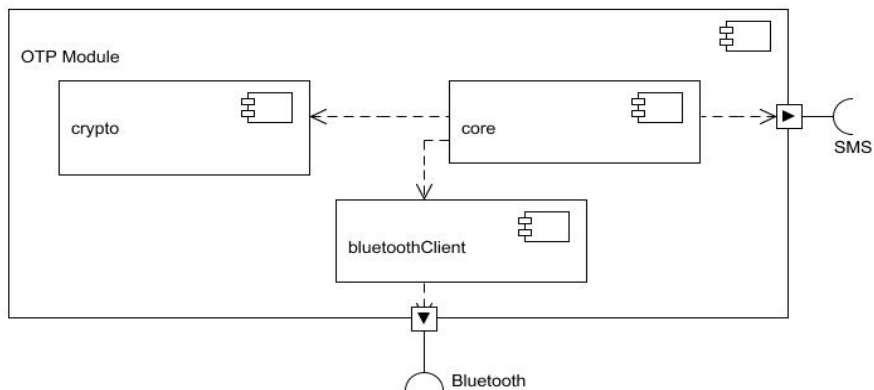 OTP Module
crypto
core
SMS
bluetoothClient
Bluetooth